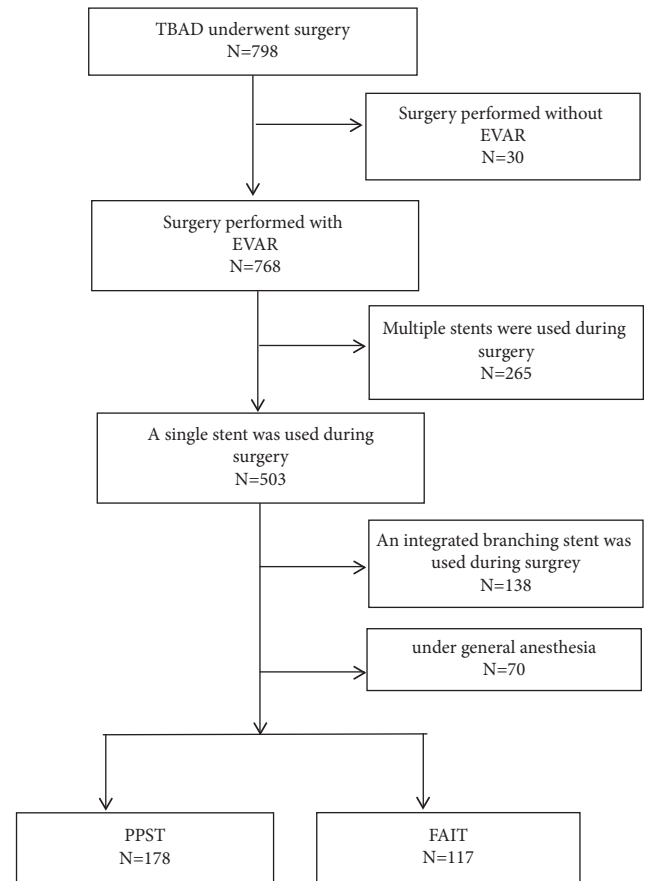 TBAD underwent surgery
N=798
Surgery performed without
EVAR
N=30
Surgery performed with
EVAR
N=768
Multiple stents were used during
surgery
N=265
A single stent was used during
surgery
N=503
An integrated branching stent was
used during surgrey
N=138
under general anesthesia
N=70
PPST
N=178
FAIT
N=117